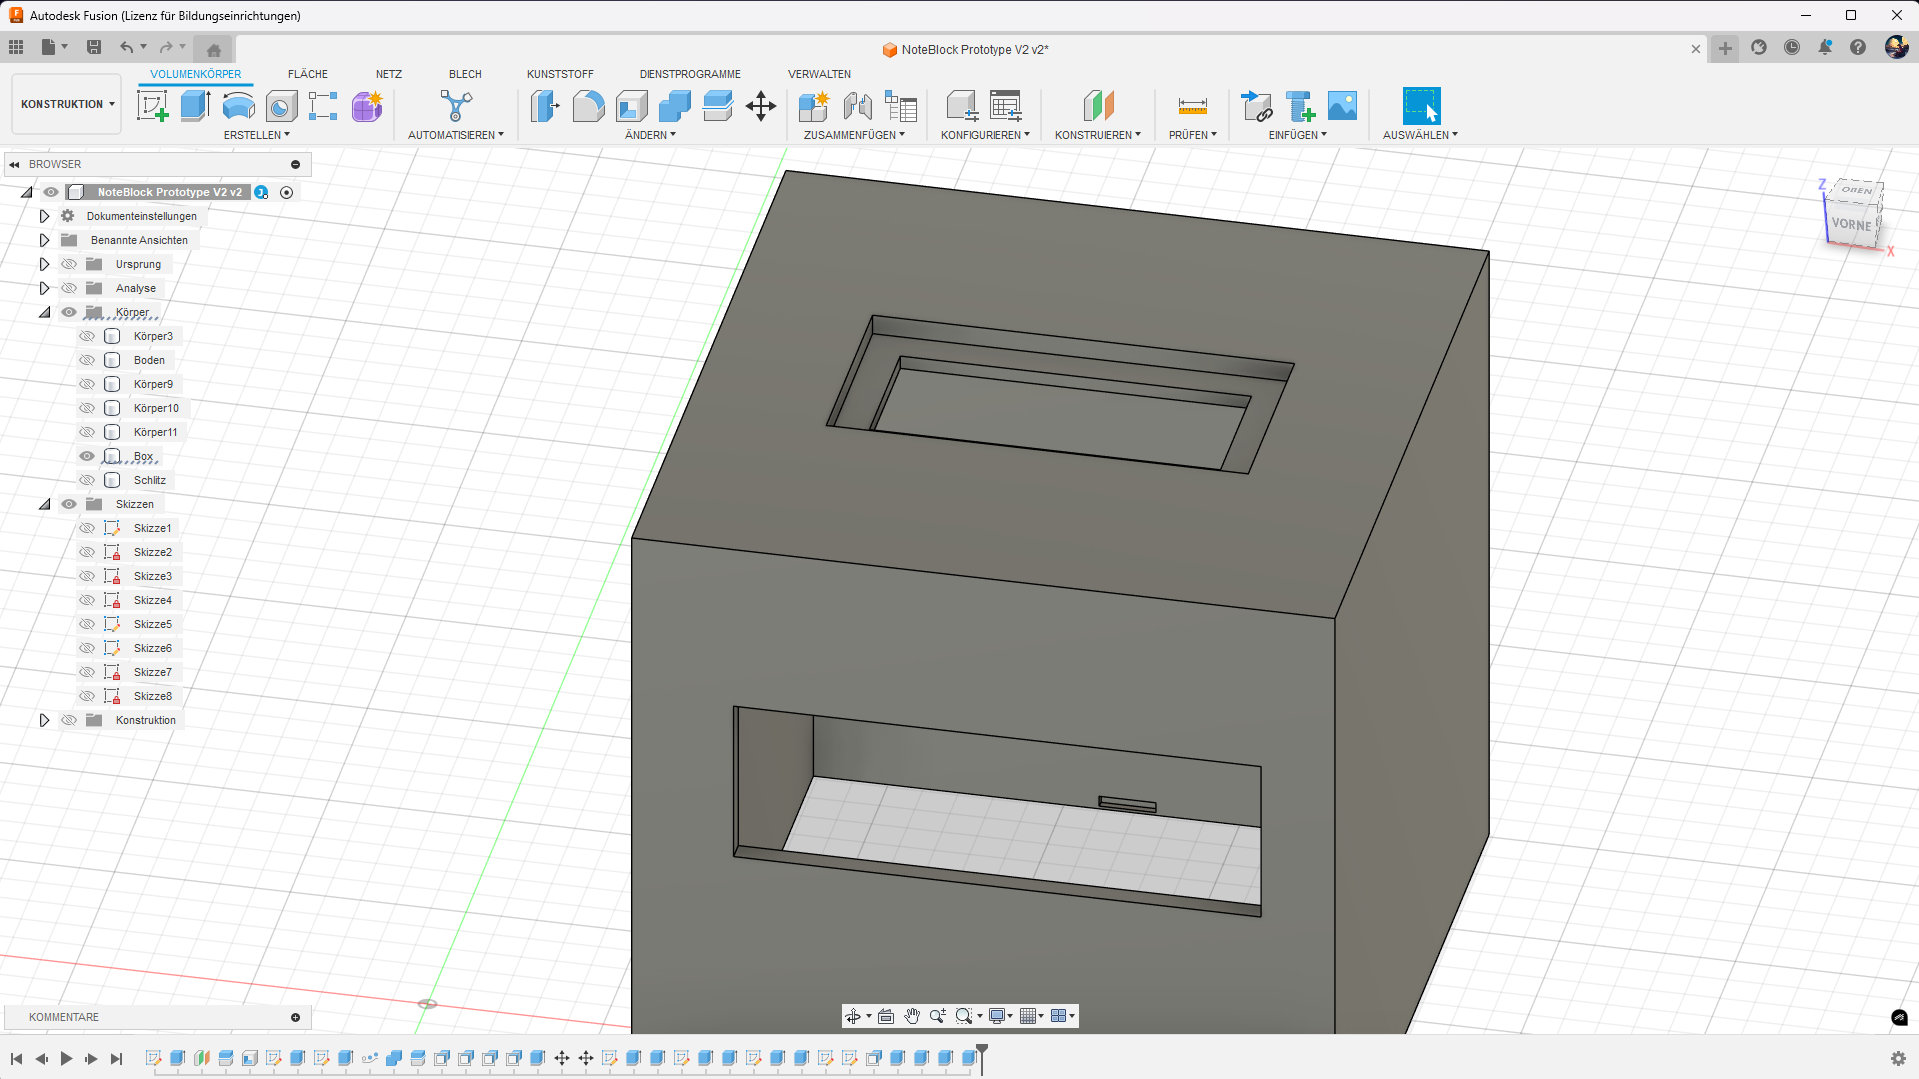 Autodesk Fusion (Lizenz für Bildungseinrichtungen)
NoteBlock Prototype V2 v2*
KONSTRUKTION
VOLUMENKÖRPER FLÄCHE NETZ BLECH KUNSTSTOFF DIENSTPROGRAMME VERWALTEN
ERSTELLEN AUTOMATISIEREN ÄNDERN ZUSAMMENFÜGEN KONFIGURIEREN KONSTRUIEREN PRÜFEN EINFÜGEN AUSWÄHLEN
BROWSER
NoteBlock Prototype V2 v2
Dokumenteinstellungen
Benannte Ansichten
Ursprung
Analyse
Körper
Körper3
Boden
Körper9
Körper10
Körper11
Box
Schlitz
Skizzen
Skizze1
Skizze2
Skizze3
Skizze4
Skizze5
Skizze6
Skizze7
Skizze8
Konstruktion
Z
OBEN
VORNE
X
KOMMENTARE